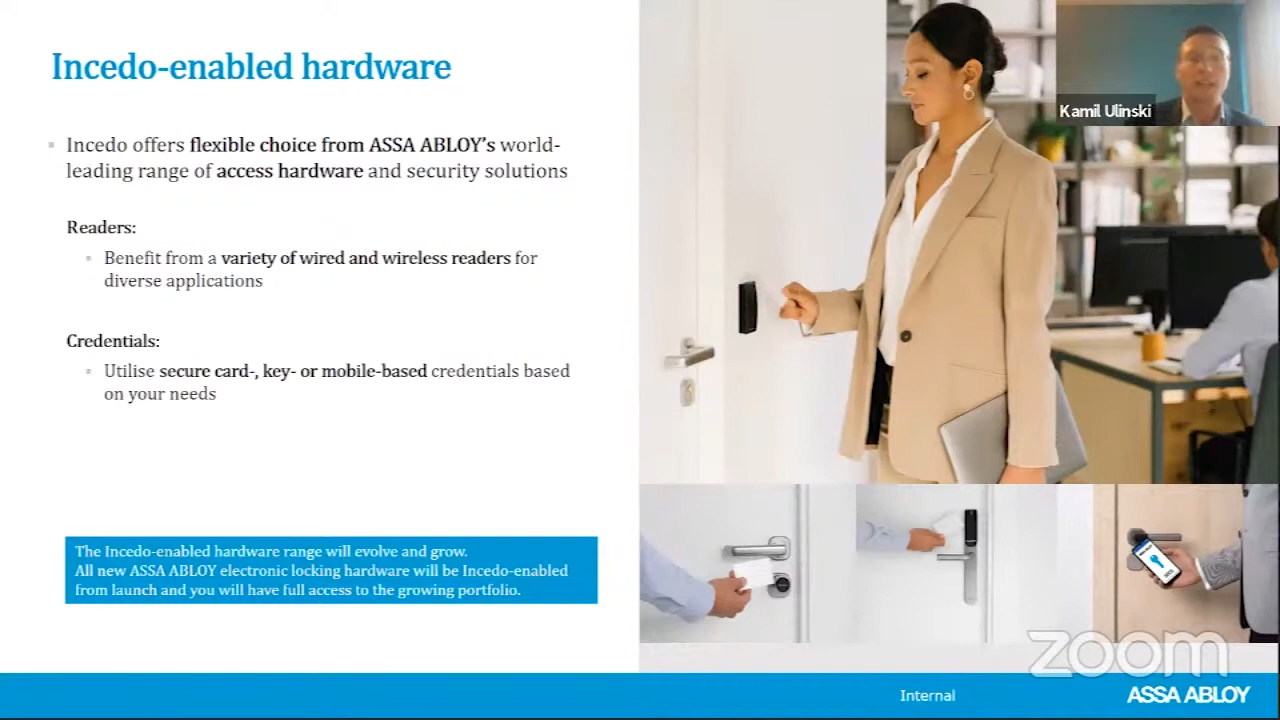 Incedo-enabled hardware
Incedo offers flexible choice from ASSA ABLOY's world-
leading range of access hardware and security solutions
Readers:
Benefit from a variety of wired and wireless readers for
diverse applications
Credentials:
Utilise secure card-, key- or mobile-based credentials based
on your needs
The Incedo-enabled hardware range will evolve and grow.
All new ASSA ABLOY electronic locking hardware will be Incedo-enabled
from launch and you will have full access to the growing portfolio.
Kamil Ulinski
zoom
Internal
ASSA ABLOY